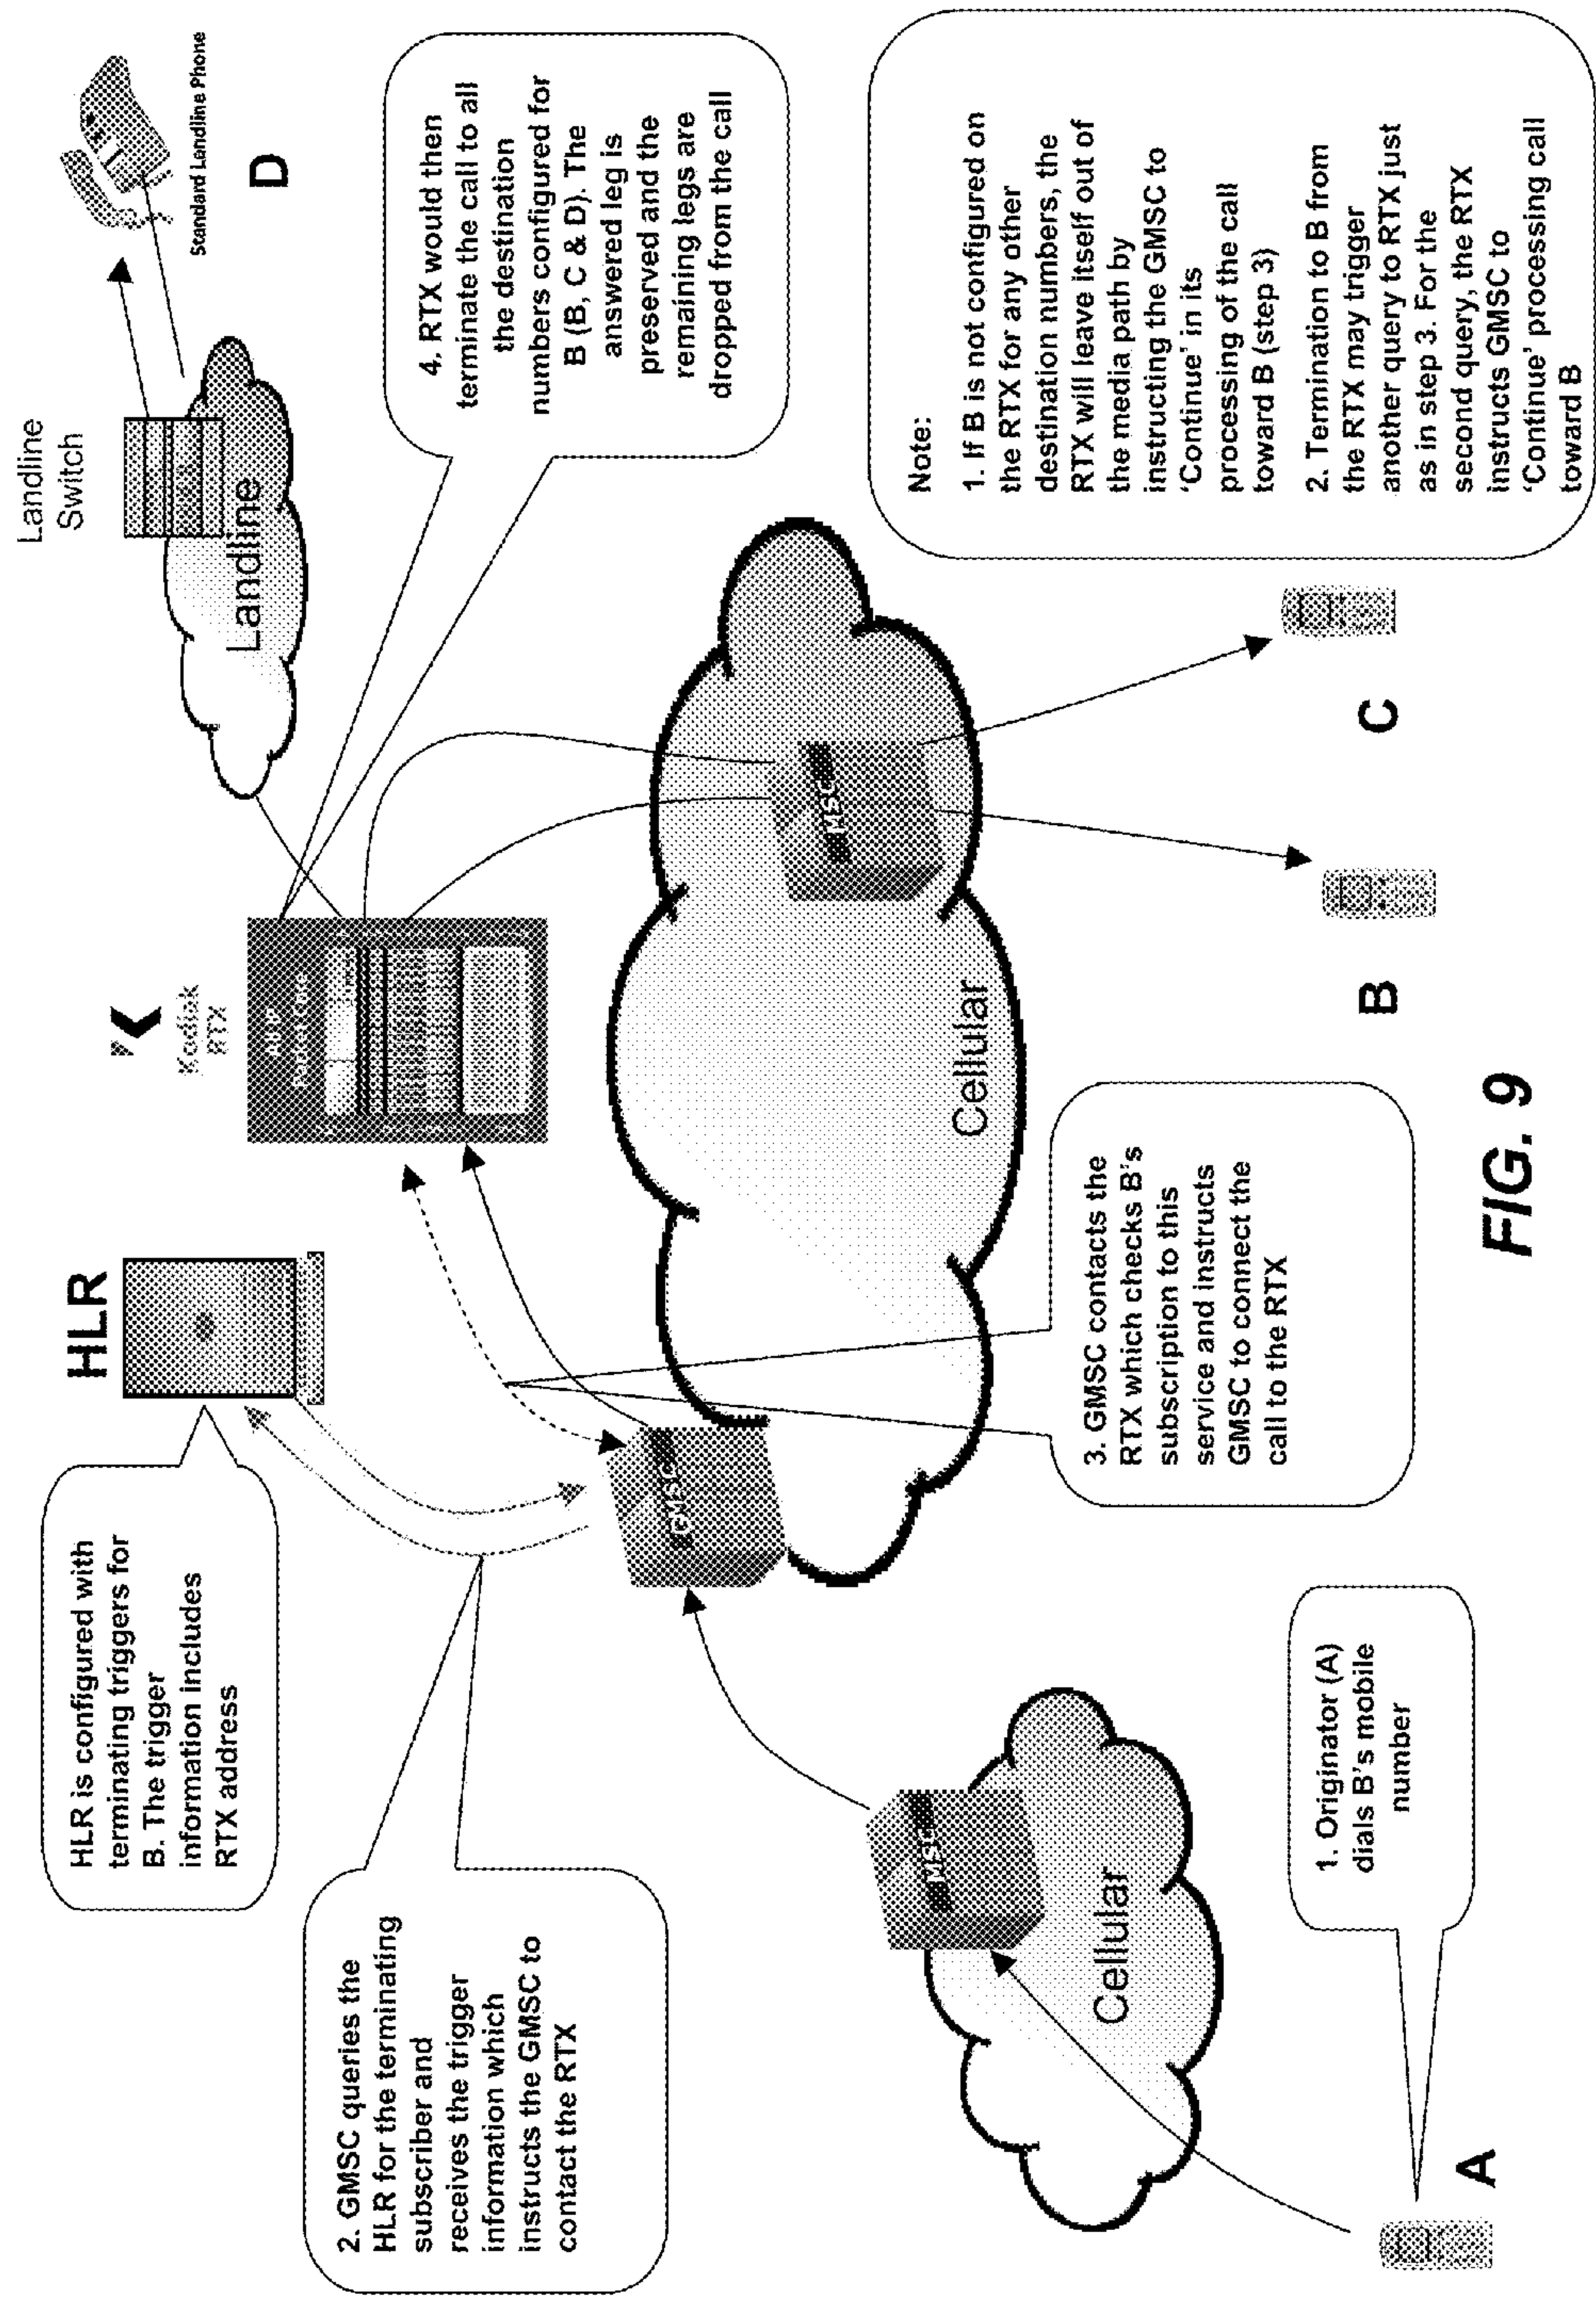 HLR is configured with
terminating triggers for
B. The trigger
information includes
RTX address
HLR
Kodiak
RTX
Landline
Switch
Landline
Standard Landline Phone
D
2. GMSC queries the
HLR for the terminating
subscriber and
receives the trigger
information which
instructs the GMSC to
contact the RTX
4. RTX would then
terminate the call to all
the destination
numbers configured for
B (B, C & D). The
answered leg is
preserved and the
remaining legs are
dropped from the call
GMSC
MSC
Cellular
MSC
Cellular
3. GMSC contacts the
RTX which checks B's
subscription to this
service and instructs
GMSC to connect the
call to the RTX
Note:
1. If B is not configured on
the RTX for any other
destination numbers, the
RTX will leave itself out of
the media path by
instructing the GMSC to
'Continue' in its
processing of the call
toward B (step 3)
2. Termination to B from
the RTX may trigger
another query to RTX just
as in step 3. For the
second query, the RTX
instructs GMSC to
'Continue' processing call
toward B
1. Originator (A)
dials B's mobile
number
A
B
C
FIG. 9